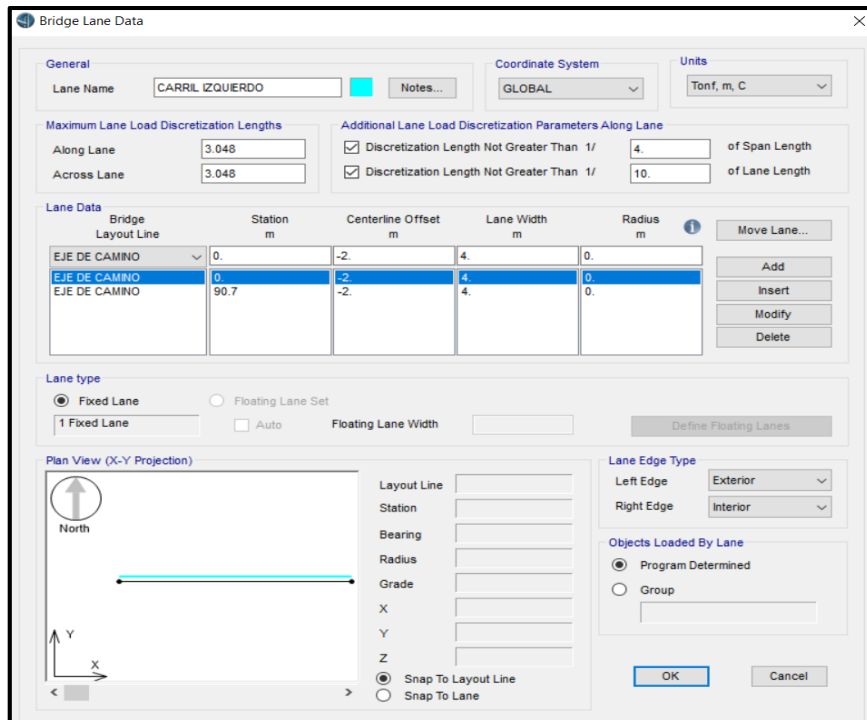 Bridge Lane Data
General
Lane Name CARRIL IZQUIERDO Notes...
Coordinate System
GLOBAL
Units
Tonf, m, C
Maximum Lane Load Discretization Lengths
Along Lane 3.048
Across Lane 3.048
Additional Lane Load Discretization Parameters Along Lane
Discretization Length Not Greater Than 1/ 4. of Span Length
Discretization Length Not Greater Than 1/ 10. of Lane Length
Lane Data
Bridge Station Centerline Offset Lane Width Radius
Layout Line m m m m
EJE DE CAMINO 0. -2. 4. 0.
EJE DE CAMINO 0. -2. 4. 0.
EJE DE CAMINO 90.7 -2. 4. 0.
Move Lane...
Add
Insert
Modify
Delete
Lane type
Fixed Lane Floating Lane Set
1 Fixed Lane Auto Floating Lane Width Define Floating Lanes
Plan View (X-Y Projection)
North
Y
X
Layout Line
Station
Bearing
Radius
Grade
X
Y
Z
Snap To Layout Line
Snap To Lane
Lane Edge Type
Left Edge Exterior
Right Edge Interior
Objects Loaded By Lane
Program Determined
Group
OK Cancel